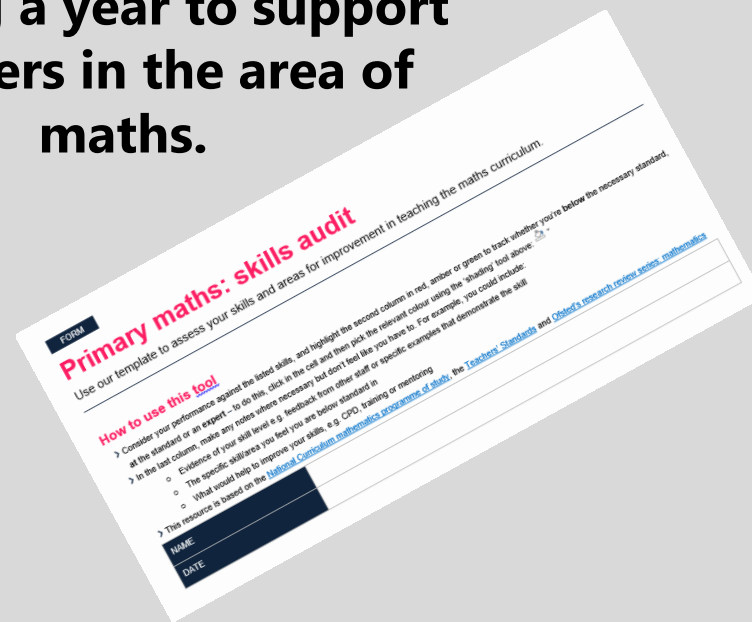 a year to support
ers in the area of
maths.
FORM
Primary maths: skills audit
Use our template to assess your skills and areas for improvement in teaching the maths curriculum.
How to use this tool
Consider your performance against the listed skills, and highlight the second column in red, amber or green to track whether you're below the necessary standard,
at the standard or an expert – to do this, click in the cell and then pick the relevant colour using the 'shading' tool above:
In the last column, make any notes where necessary but don't feel like you have to. For example, you could include:
Evidence of your skill level e.g. feedback from other staff or specific examples that demonstrate the skill
The specific skill/area you feel you are below standard in
What would help to improve your skills, e.g. CPD, training or mentoring
This resource is based on the National Curriculum mathematics programme of study, the Teachers' Standards and Ofsted's research review series: mathematics
NAME
DATE